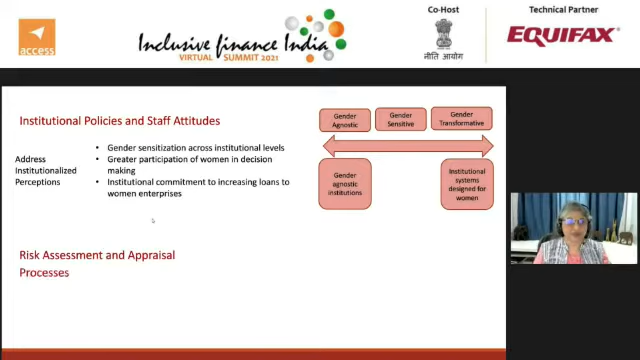 access
Inclusive Finance India
VIRTUAL SUMMIT 2021
Co-Host
नीति आयोग
Technical Partner
EQUIFAX
Institutional Policies and Staff Attitudes
Address
Institutionalized
Perceptions
• Gender sensitization across institutional levels
• Greater participation of women in decision
making
• Institutional commitment to increasing loans to
women enterprises
Gender
Agnostic
Gender
Sensitive
Gender
Transformative
Gender
agnostic
institutions
Institutional
systems
designed for
women
Risk Assessment and Appraisal
Processes